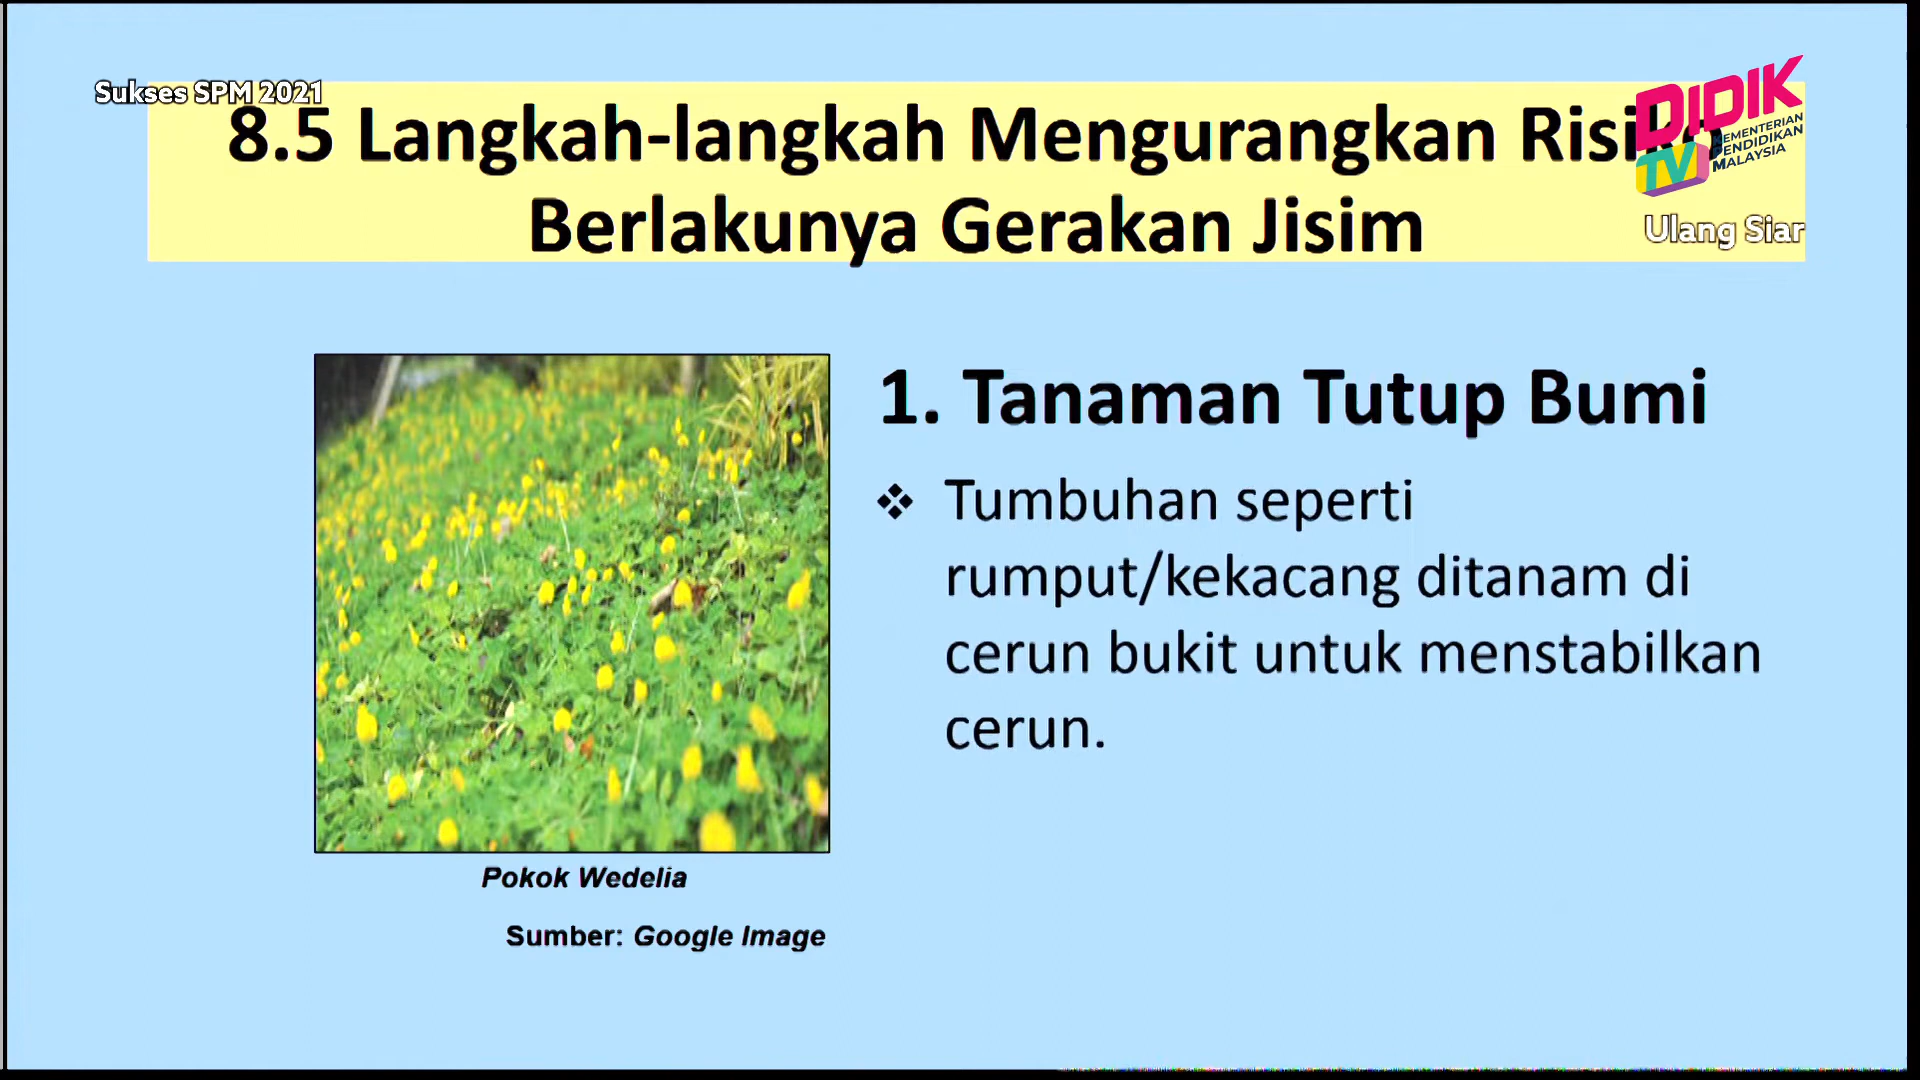 Sukses SPM 2021
8.5 Langkah-langkah Mengurangkan Risiko
Berlakunya Gerakan Jisim
DIDIK
TV
KEMENTERIAN
PENDIDIKAN
MALAYSIA
Ulang Siar
1. Tanaman Tutup Bumi
❖ Tumbuhan seperti
rumput/kekacang ditanam di
cerun bukit untuk menstabilkan
cerun.
Pokok Wedelia
Sumber: Google Image